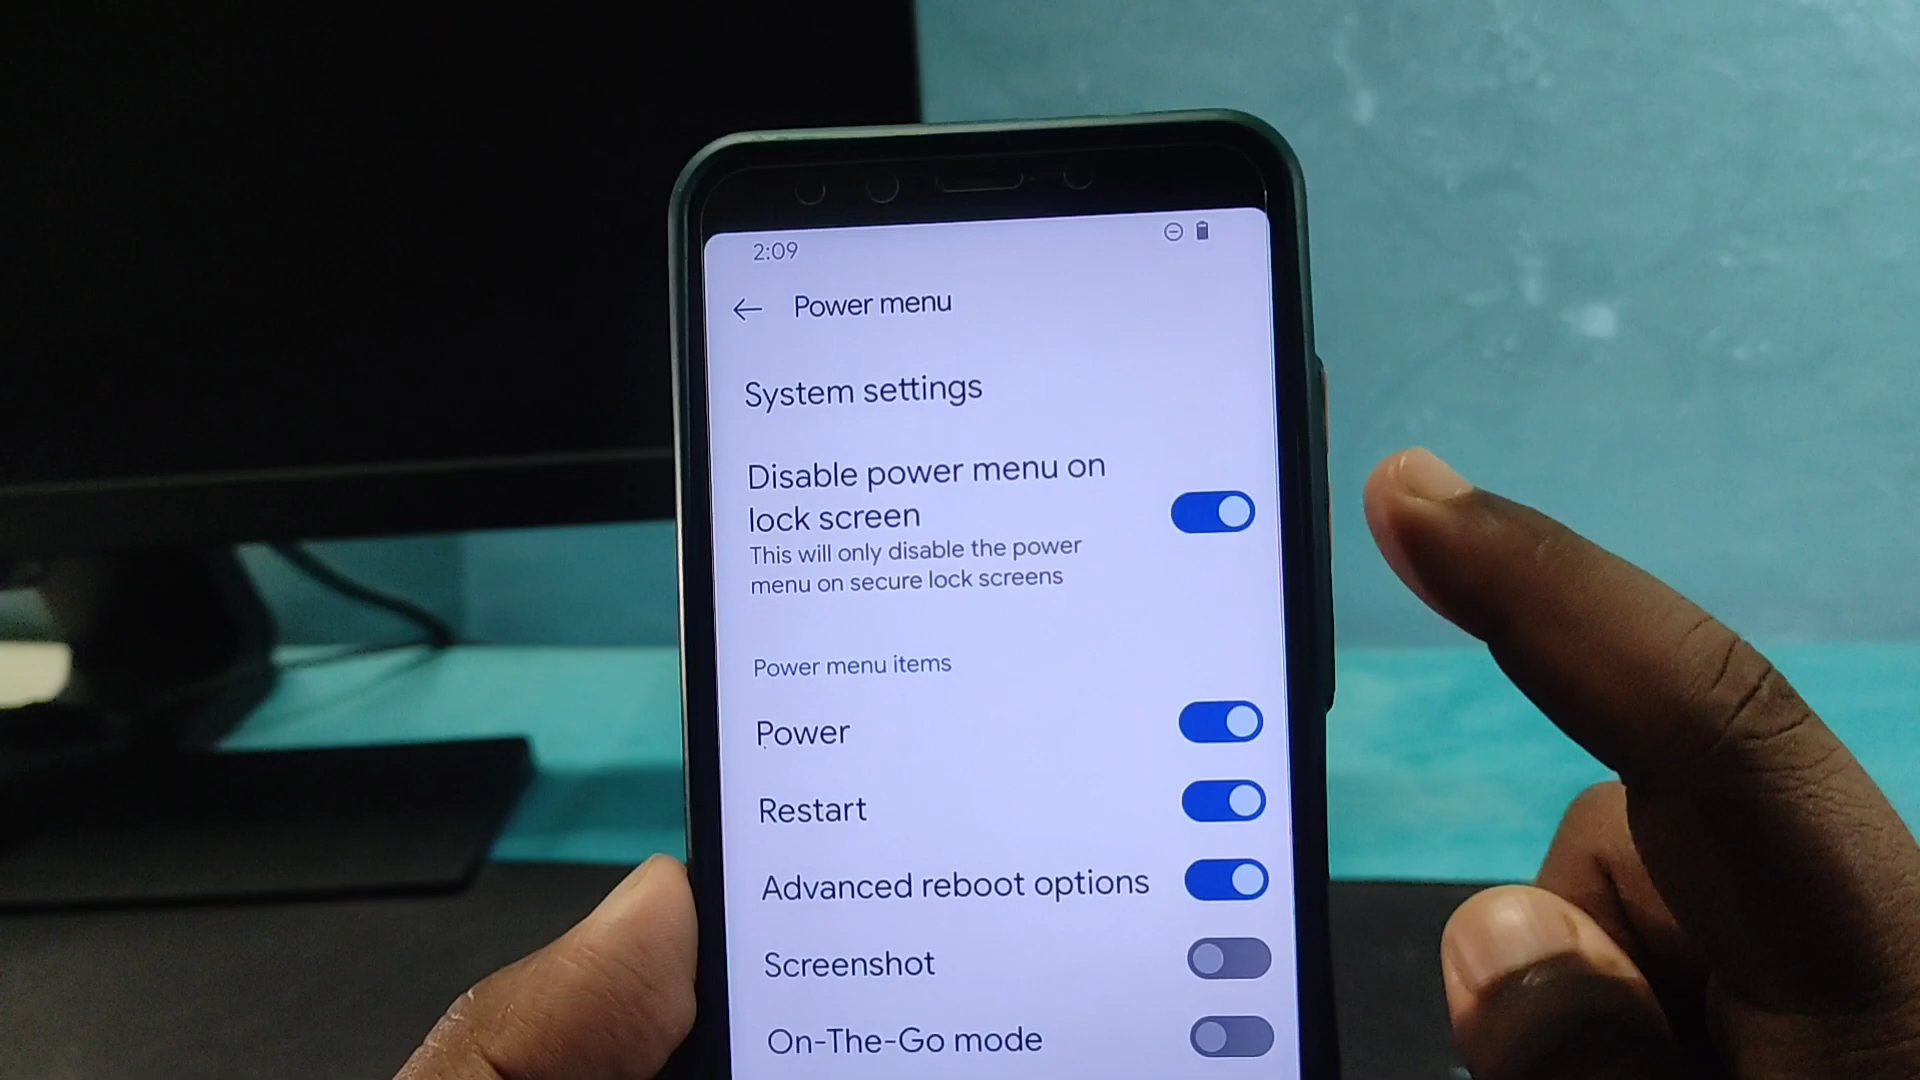 2:09
Power menu
System settings
Disable power menu on
lock screen
This will only disable the power
menu on secure lock screens
Power menu items
Power
Restart
Advanced reboot options
Screenshot
On-The-Go mode